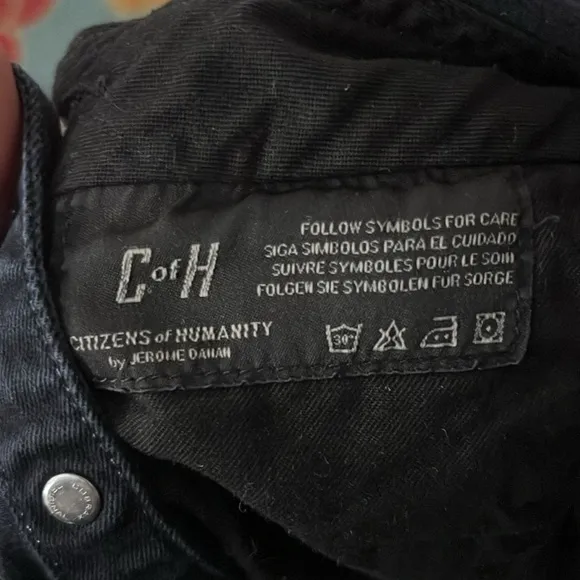 C of H
CITIZENS of HUMANITY
by JEROME DAHAN
FOLLOW SYMBOLS FOR CARE
SIGA SIMBOLOS PARA EL CUIDADO
SUIVRE SYMBOLES POUR LE SOIN
FOLGEN SIE SYMBOLEN FÜR SORGE
30°